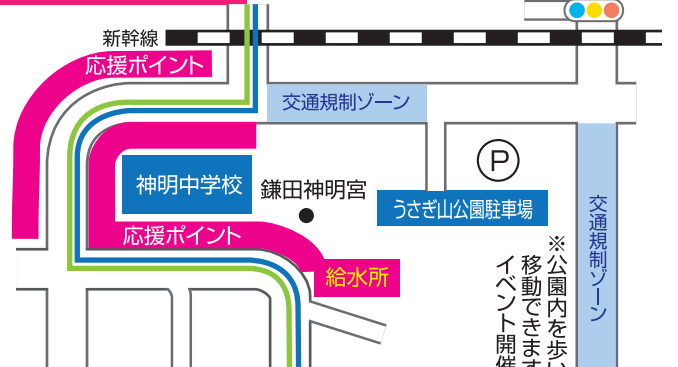 新幹線
応援ポイント
交通規制ゾーン
P
神明中学校
鎌田神明宮
うさぎ山公園駐車場
応援ポイント
給水所
交通規制ゾーン
※公園内を歩い
移動できます
イベント開催